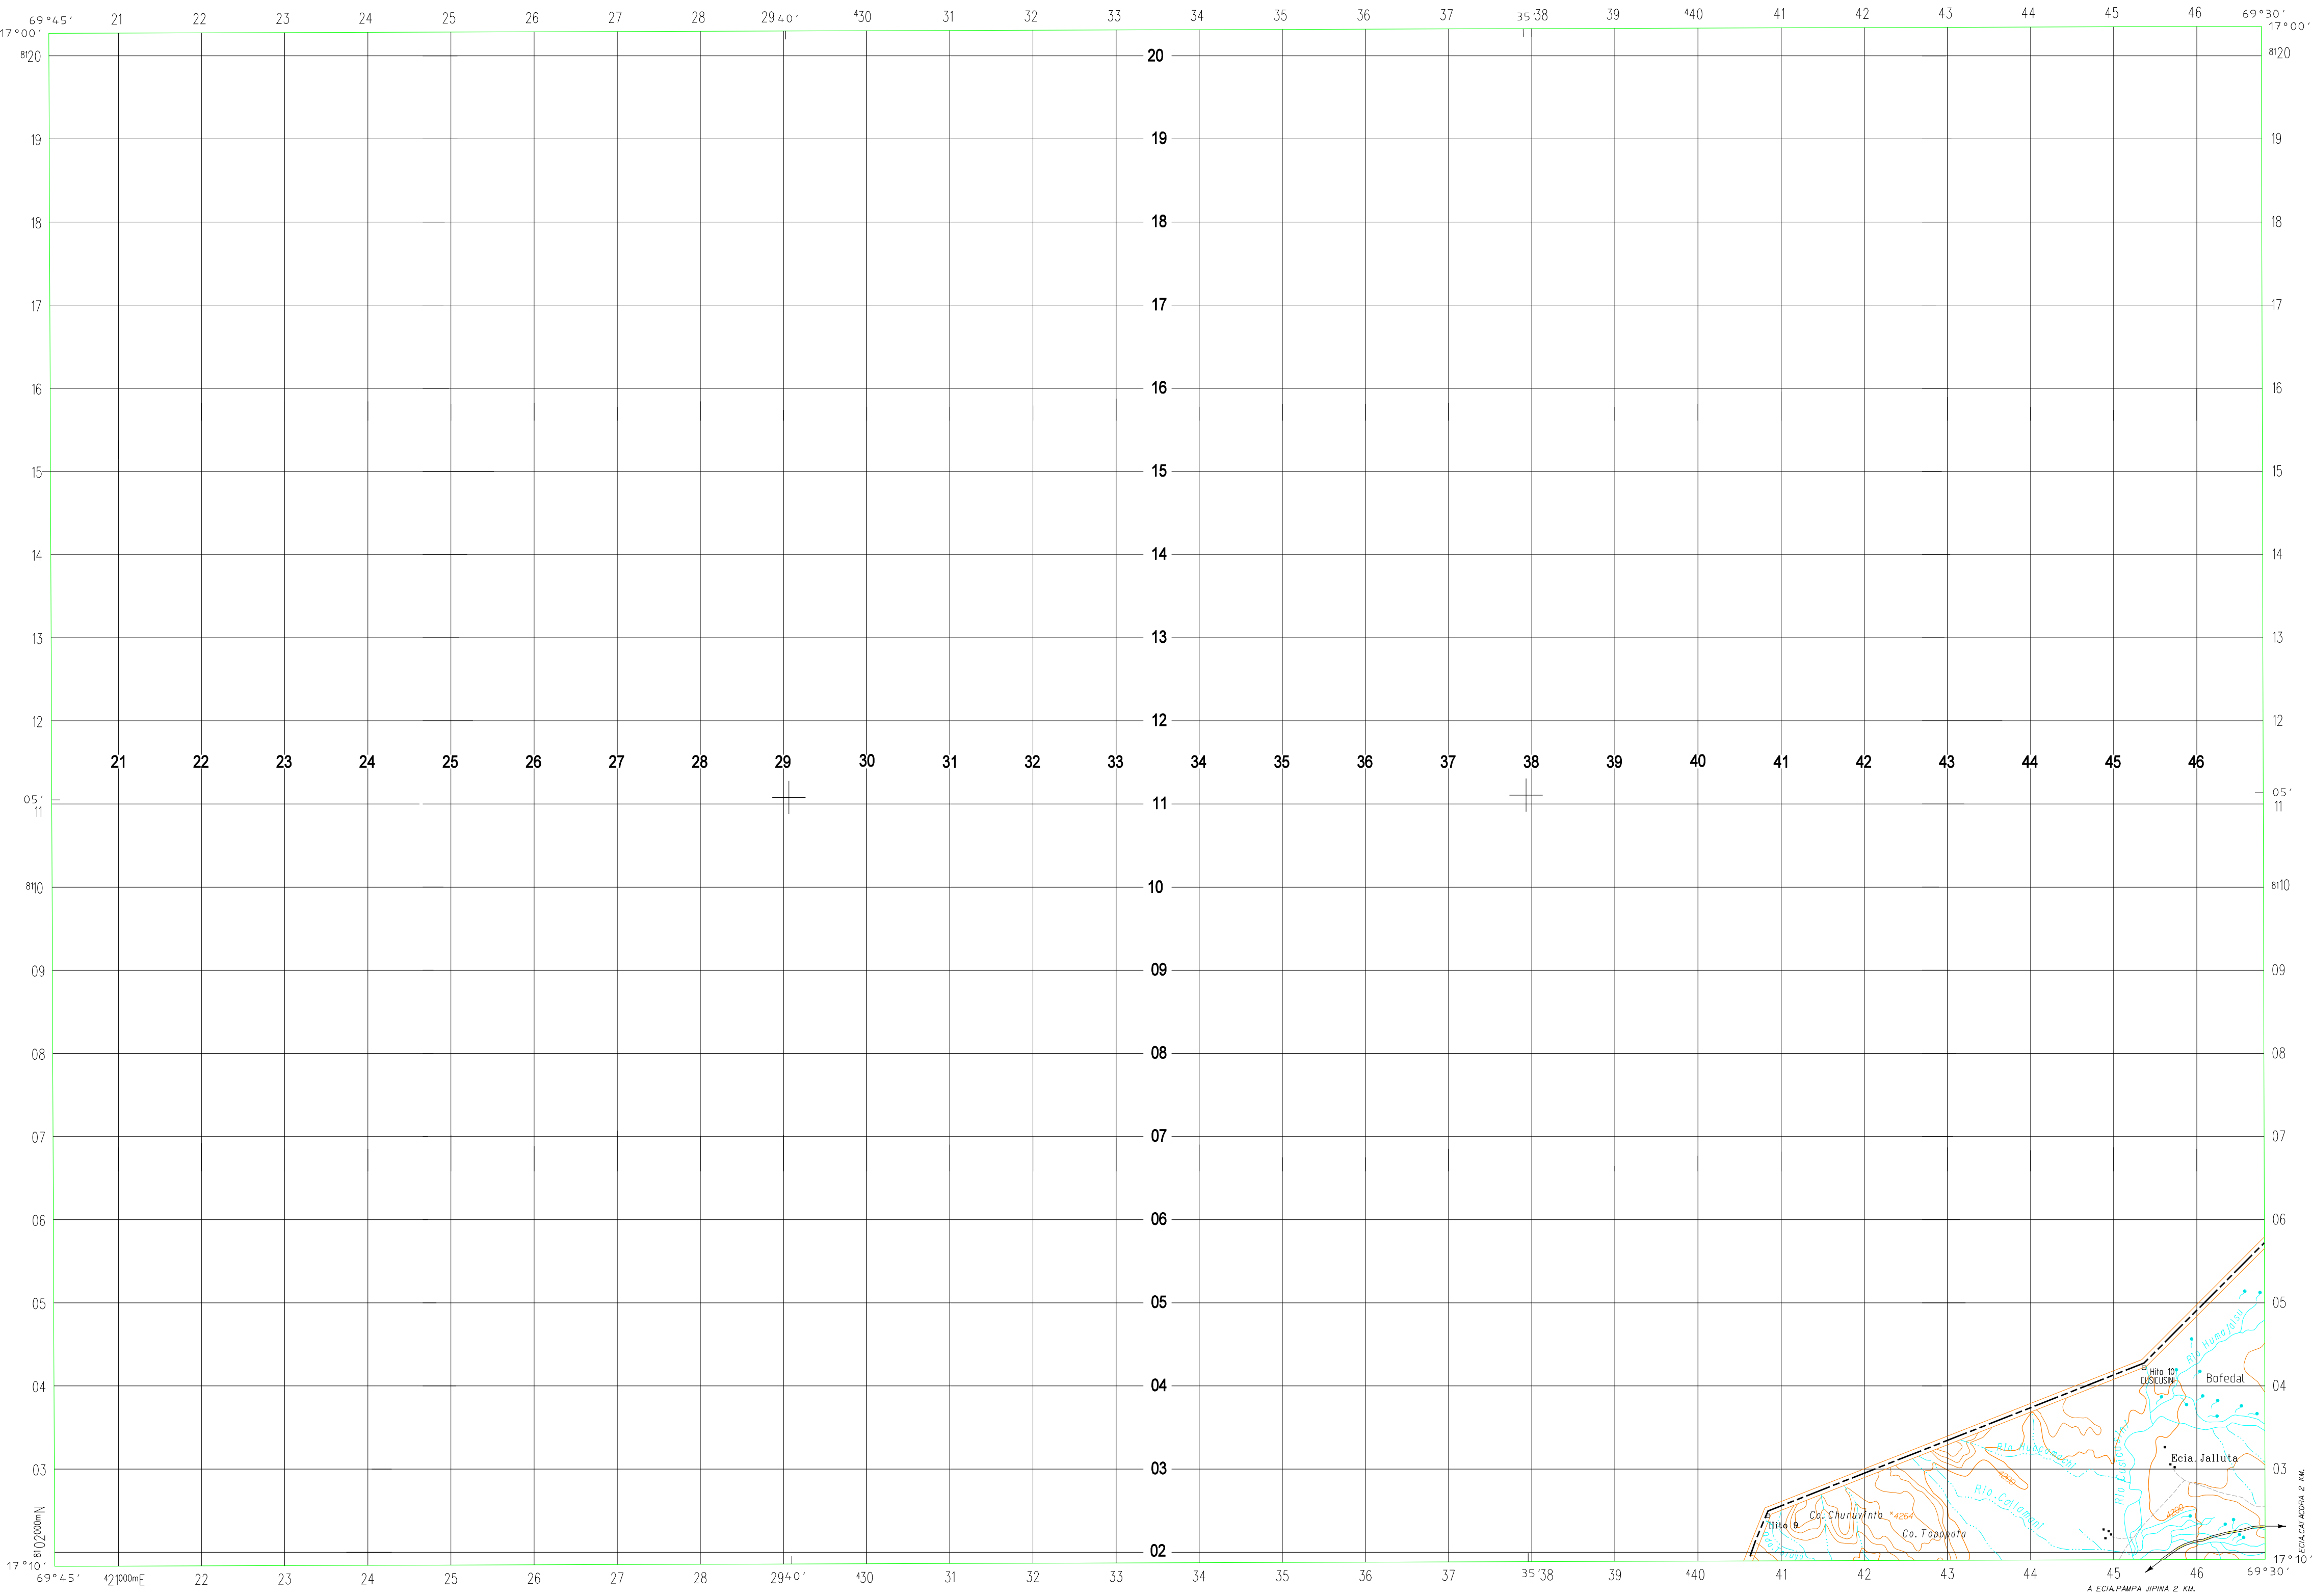 69°45' 21 22 23 24 25 26 27 28 29 40' ⁴30 31 32 33 34 35 36 37 35' 38 39 ⁴40 41 42 43 44 45 46 69°30'
17°00' 17°00'
8120 20 8120
19 19 19
18 18 18
17 17 17
16 16 16
15 15 15
14 14 14
13 13 13
12 12 12
21 22 23 24 25 26 27 28 29 30 31 32 33 34 35 36 37 38 39 40 41 42 43 44 45 46
05' 05'
11 11 11
8110 10 8110
09 09 09
08 08 08
07 07 07
06 06 06
05 05 05
Río Humajalsu
Hito 10
CUSICUSINI
Bofedal
04 04 04
Ecia. Jalluta
03 03 03
4200
Río Callamani
4200
Co. Churuvinto 4264
Hito 9
Co. Topopata
8102000mN
02
17°10' 17°10'
69°45' ⁴21000mE 22 23 24 25 26 27 28 29 40' ⁴30 31 32 33 34 35 36 37 35' 38 39 ⁴40 41 42 43 44 45 46 69°30'
A ECIA.PAMPA JIPINA 2 KM.
ECIA.CATACORA 2 KM.